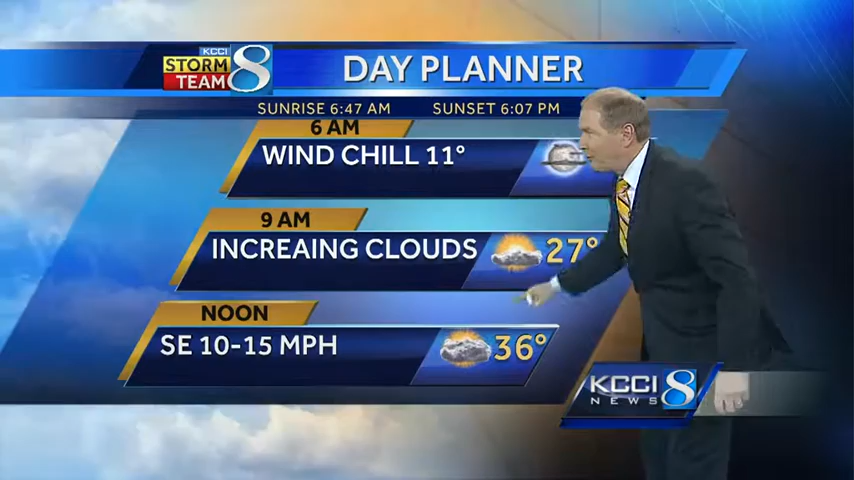 KCCI
STORM
TEAM 8
DAY PLANNER
SUNRISE 6:47 AM SUNSET 6:07 PM
6 AM
WIND CHILL 11°
9 AM
INCREAING CLOUDS 27°
NOON
SE 10-15 MPH 36°
KCCI 8
NEWS